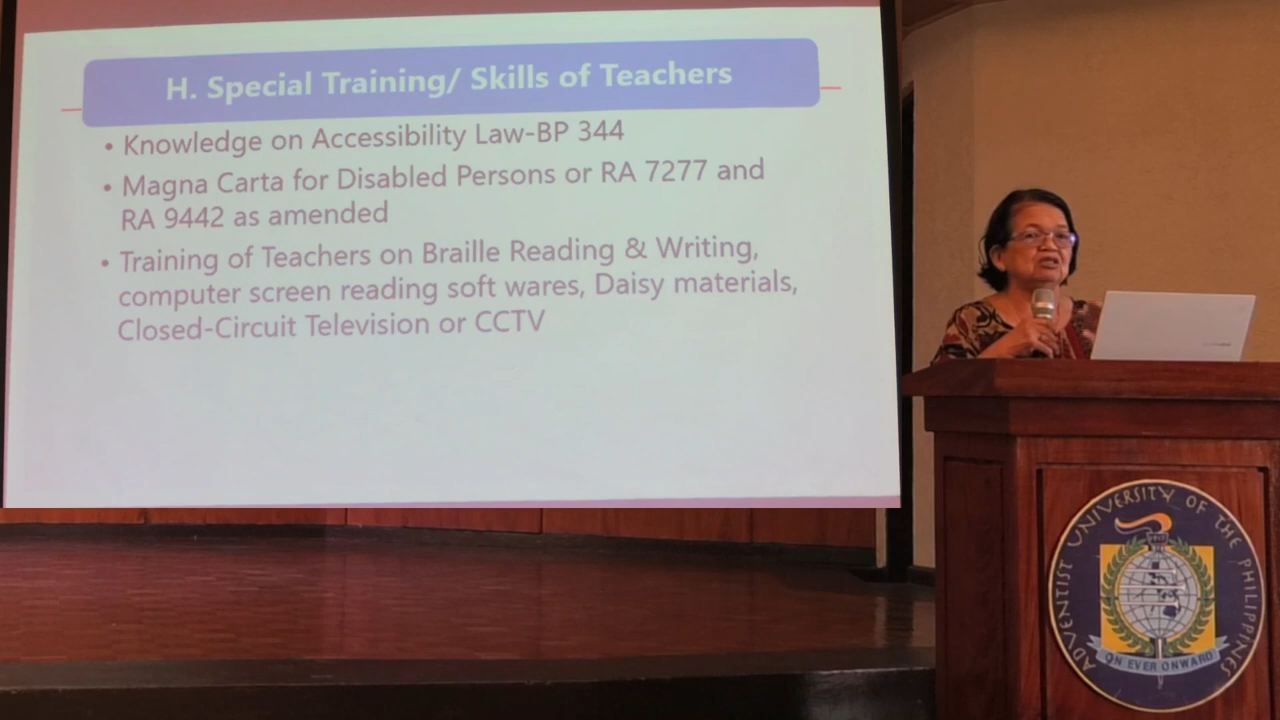 H. Special Training/ Skills of Teachers
• Knowledge on Accessibility Law-BP 344
• Magna Carta for Disabled Persons or RA 7277 and
RA 9442 as amended
• Training of Teachers on Braille Reading & Writing,
computer screen reading soft wares, Daisy materials,
Closed-Circuit Television or CCTV
ADVENTIST UNIVERSITY OF THE PHILIPPINES
ON EVER ONWARD